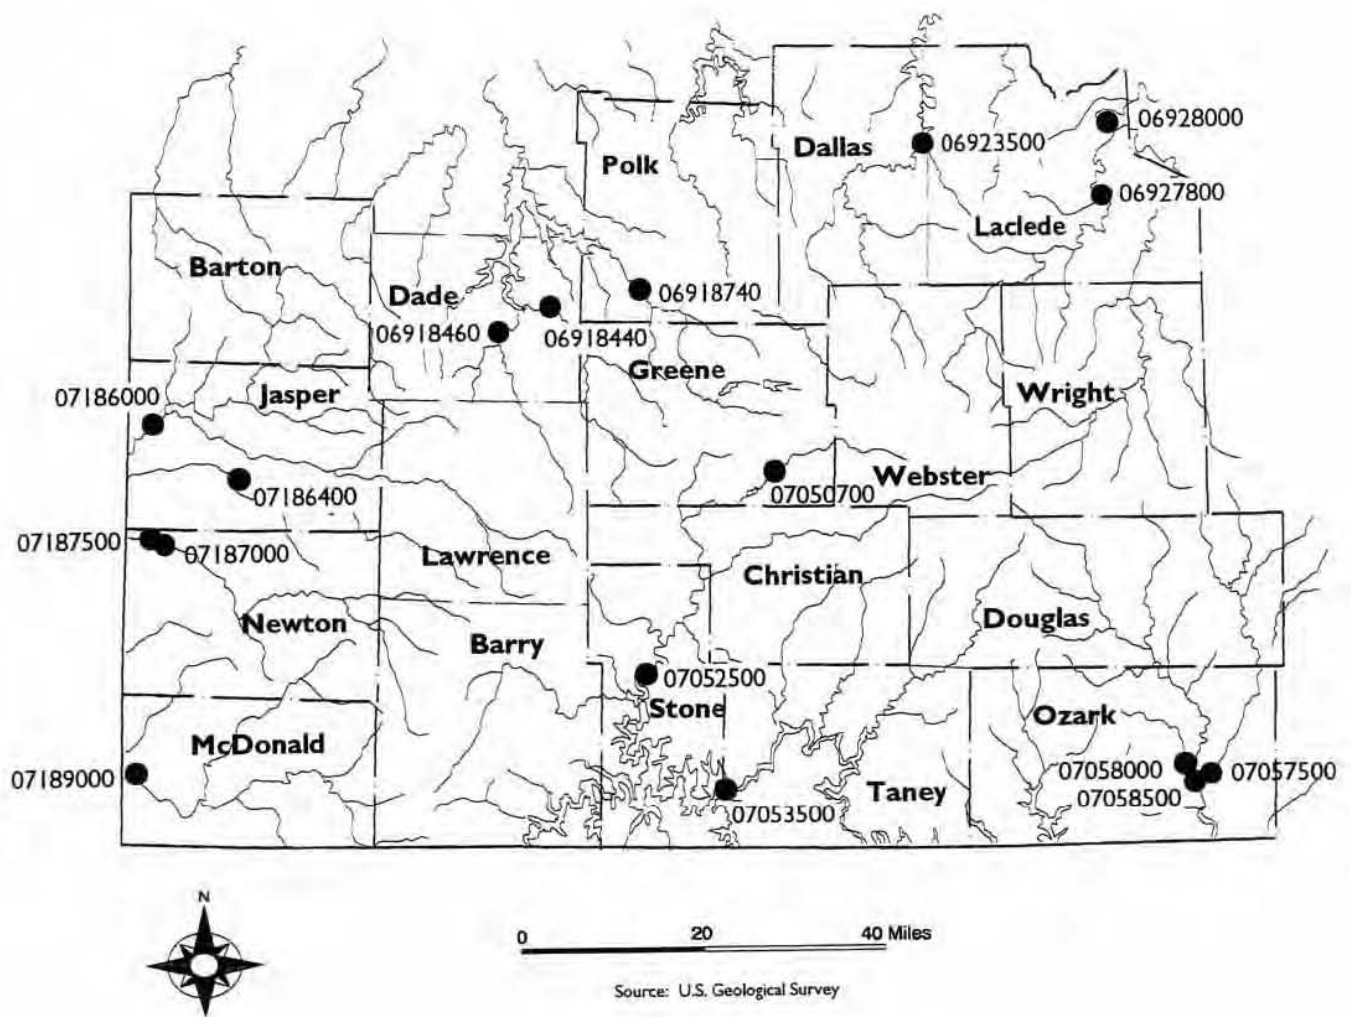 06928000
Dallas
06923500
Polk
06927800
Laclede
Barton
Dade
06918740
06918460
06918440
Greene
07186000
Jasper
Wright
07186400
07050700
Webster
07187500
07187000
Lawrence
Christian
Newton
Douglas
Barry
07052500
Stone
Ozark
McDonald
07189000
07058000
07057500
07058500
Taney
07053500
N
0 20 40 Miles
Source: U.S. Geological Survey